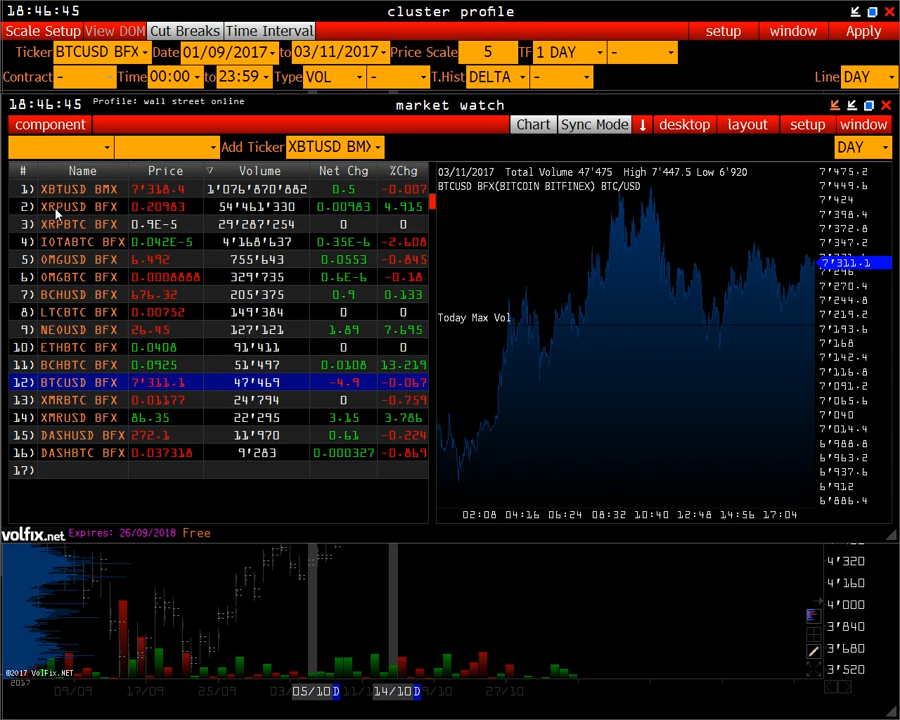 18:46:45 cluster profile
Scale Setup View DOM Cut Breaks Time Interval setup window Apply
Ticker BTCUSD BFX Date 01/09/2017 to 03/11/2017 Price Scale 5 TF 1 DAY -
Contract - Time 00:00 to 23:59 Type VOL - T.Hist DELTA - Line DAY
18:46:45 Profile: wall street online market watch
component Chart Sync Mode desktop layout setup window
Add Ticker XBTUSD BMX DAY
# Name Price Volume Net Chg %Chg
1) XBTUSD BMX 7'318.4 1'076'870'882 0.5 -0.007
2) XRPUSD BFX 0.20983 54'461'330 0.00983 4.915
3) XRPBTC BFX 0.9E-5 29'287'254 0 0
4) IOTABTC BFX 0.042E-5 4'168'637 0.35E-6 -2.608
5) OMGUSD BFX 6.492 755'643 0.0553 -0.845
6) OMGBTC BFX 0.0008888 329'735 0.6E-6 -0.18
7) BCHUSD BFX 676.32 205'375 0.9 0.133
8) LTCBTC BFX 0.00752 149'384 0 0
9) NEOUSD BFX 26.45 127'121 1.89 7.695
10) ETHBTC BFX 0.0408 91'411 0 0
11) BCHBTC BFX 0.0925 51'497 0.0108 13.219
12) BTCUSD BFX 7'311.1 47'469 -4.9 -0.067
13) XMRBTC BFX 0.01177 24'794 0 -0.759
14) XMRUSD BFX 86.35 22'295 3.15 3.786
15) DASHUSD BFX 272.1 11'970 0.61 -0.224
16) DASHBTC BFX 0.037318 9'283 0.000327 -0.869
17)
03/11/2017 Total Volume 47'475 High 7'447.5 Low 6'920
BTCUSD BFX(BITCOIN BITFINEX) BTC/USD
Today Max Vol
7'475.2
7'449.6
7'424
7'398.4
7'372.8
7'347.2
7'311.1
7'296
7'270.4
7'244.8
7'219.2
7'193.6
7'168
7'142.4
7'116.8
7'091.2
7'065.6
7'040
7'014.4
6'988.8
6'963.2
6'937.6
6'912
6'886.4
02:08 04:16 06:24 08:32 10:40 12:48 14:56 17:04
volfix.net Expires: 26/09/2018 Free
4'320
4'160
4'000
3'840
3'680
3'520
©2017 VolFix.NET
2017 09/09 17/09 25/09 05/10 D 14/10 D 27/10